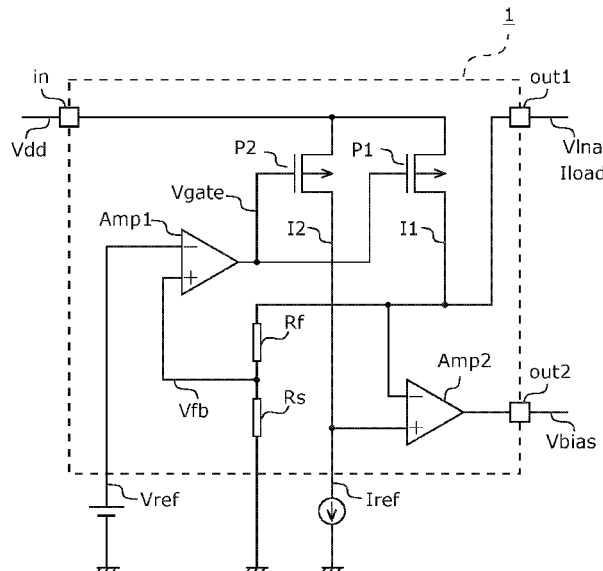 1
in
out1
Vdd
P2
P1
Vlna
Iload
Vgate
Amp1
I2
I1
−
+
Rf
Amp2
out2
Vfb
Rs
−
+
Vbias
Vref
Iref